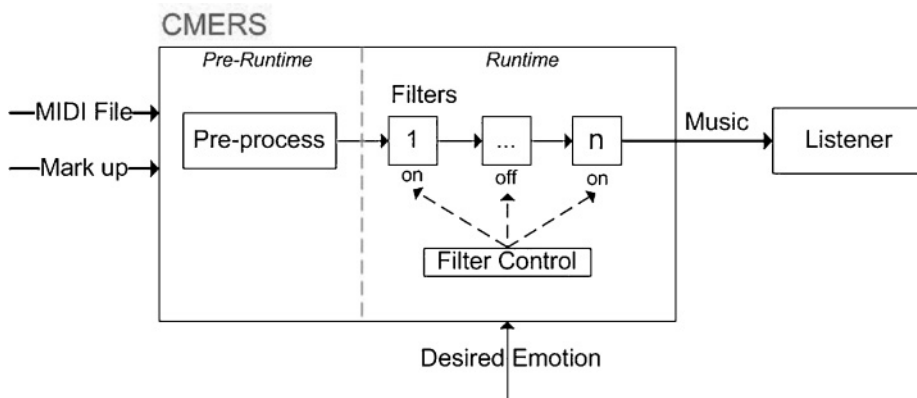 CMERS
Pre-Runtime
Runtime
Filters
MIDI File
Mark up
Pre-process
1
...
n
on
off
on
Music
Listener
Filter Control
Desired Emotion